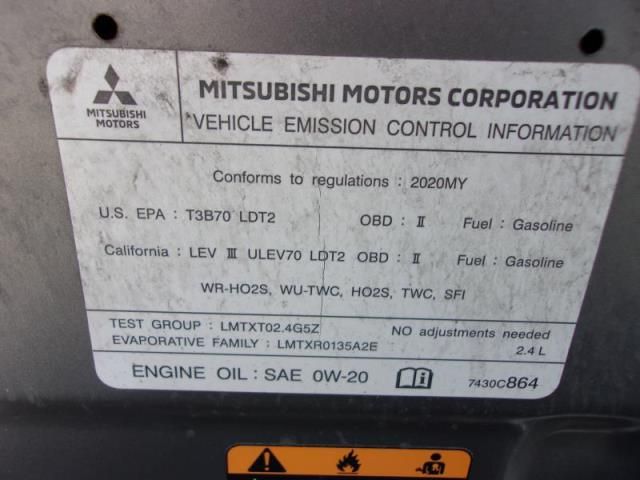 MITSUBISHI MOTORS
MITSUBISHI MOTORS CORPORATION
VEHICLE EMISSION CONTROL INFORMATION
Conforms to regulations : 2020MY
U.S. EPA : T3B70 LDT2 OBD : II Fuel : Gasoline
California : LEV III ULEV70 LDT2 OBD : II Fuel : Gasoline
WR-HO2S, WU-TWC, HO2S, TWC, SFI
TEST GROUP : LMTXT02.4G5Z NO adjustments needed
EVAPORATIVE FAMILY : LMTXR0135A2E 2.4 L
ENGINE OIL : SAE 0W-20 7430C864